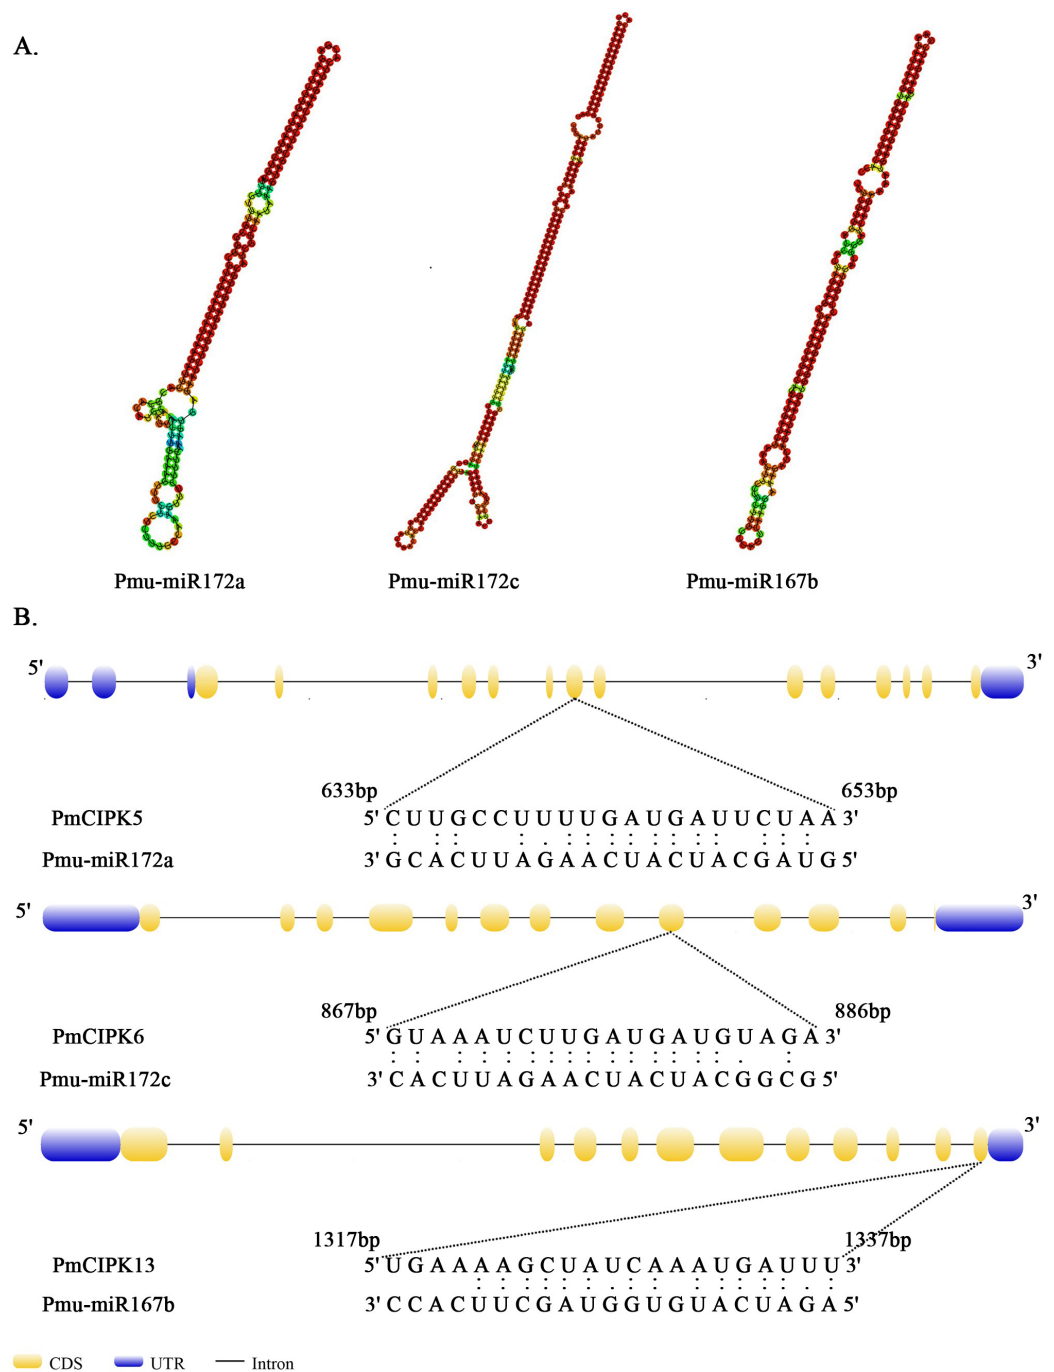 A.
Pmu-miR172a Pmu-miR172c Pmu-miR167b
B.
5' 3'
633bp 653bp
PmCIPK5 5' C U U G C C U U U U G A U G A U U C U A A 3'
Pmu-miR172a 3' G C A C U U A G A A C U A C U A C G A U G 5'
5' 3'
867bp 886bp
PmCIPK6 5' G U A A A U C U U G A U G A U G U A G A 3'
Pmu-miR172c 3' C A C U U A G A A C U A C U A C G G C G 5'
5' 3'
1317bp 1337bp
PmCIPK13 5' U G A A A A G C U A U C A A A U G A U U U 3'
Pmu-miR167b 3' C C A C U U C G A U G G U G U A C U A G A 5'
CDS UTR Intron